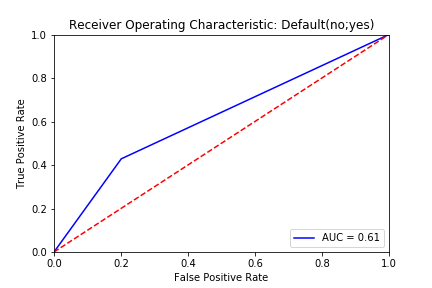 Receiver Operating Characteristic: Default(no;yes)
1.0
0.8
0.6
0.4
0.2
0.0
True Positive Rate
0.0 0.2 0.4 0.6 0.8 1.0
False Positive Rate
AUC = 0.61